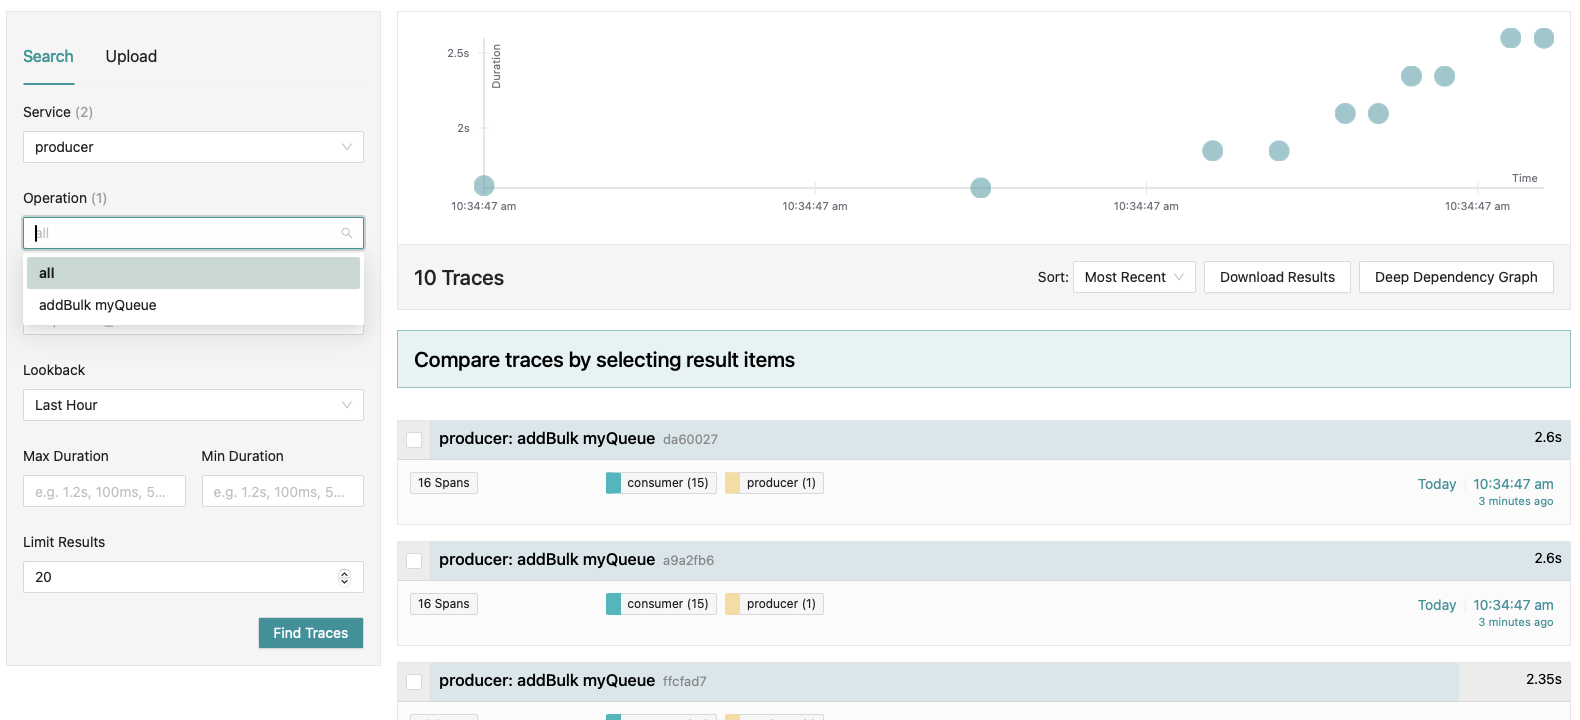 Search Upload
Service (2)
producer
Operation (1)
all
all
addBulk myQueue
Lookback
Last Hour
Max Duration Min Duration
e.g. 1.2s, 100ms, 5... e.g. 1.2s, 100ms, 5...
Limit Results
20
Find Traces
Duration
2.5s
2s
Time
10:34:47 am 10:34:47 am 10:34:47 am 10:34:47 am
10 Traces Sort: Most Recent Download Results Deep Dependency Graph
Compare traces by selecting result items
producer: addBulk myQueue da60027 2.6s
16 Spans consumer (15) producer (1) Today 10:34:47 am
3 minutes ago
producer: addBulk myQueue a9a2fb6 2.6s
16 Spans consumer (15) producer (1) Today 10:34:47 am
3 minutes ago
producer: addBulk myQueue ffcfad7 2.35s